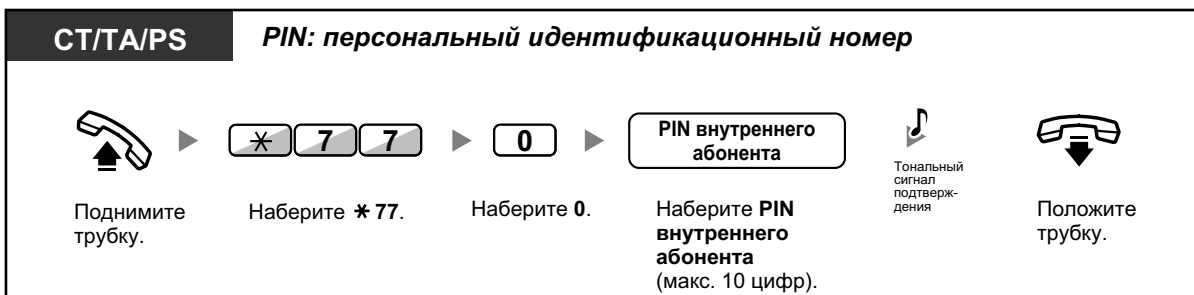 CT/TA/PS
PIN: персональный идентификационный номер
Поднимите
трубку.
✳ 7 7
Наберите ✳ 77.
0
Наберите 0.
PIN внутреннего
абонента
Наберите PIN
внутреннего
абонента
(макс. 10 цифр).
Тональный
сигнал
подтверж-
дения
Положите
трубку.